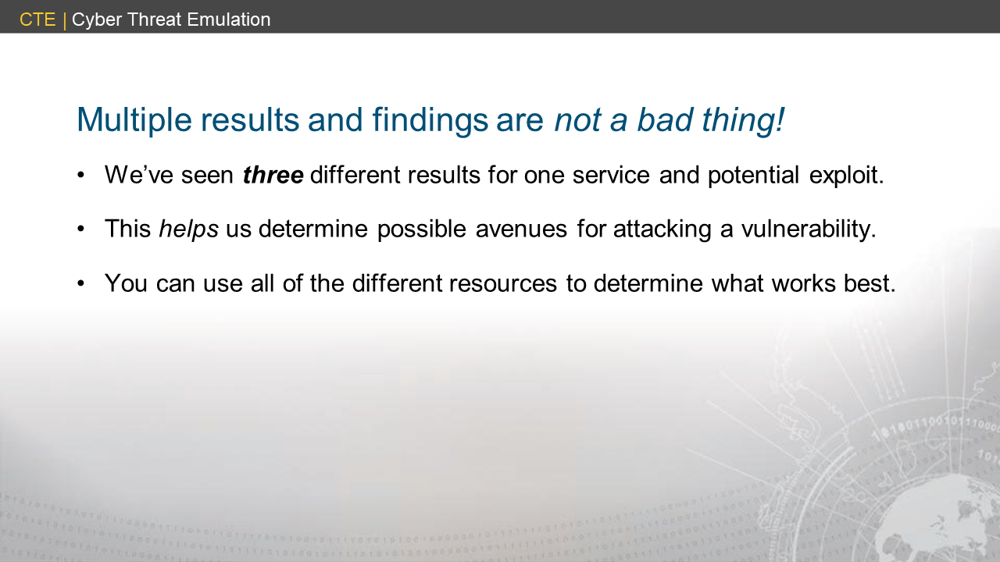 CTE | Cyber Threat Emulation
Multiple results and findings are not a bad thing!
• We’ve seen three different results for one service and potential exploit.
• This helps us determine possible avenues for attacking a vulnerability.
• You can use all of the different resources to determine what works best.